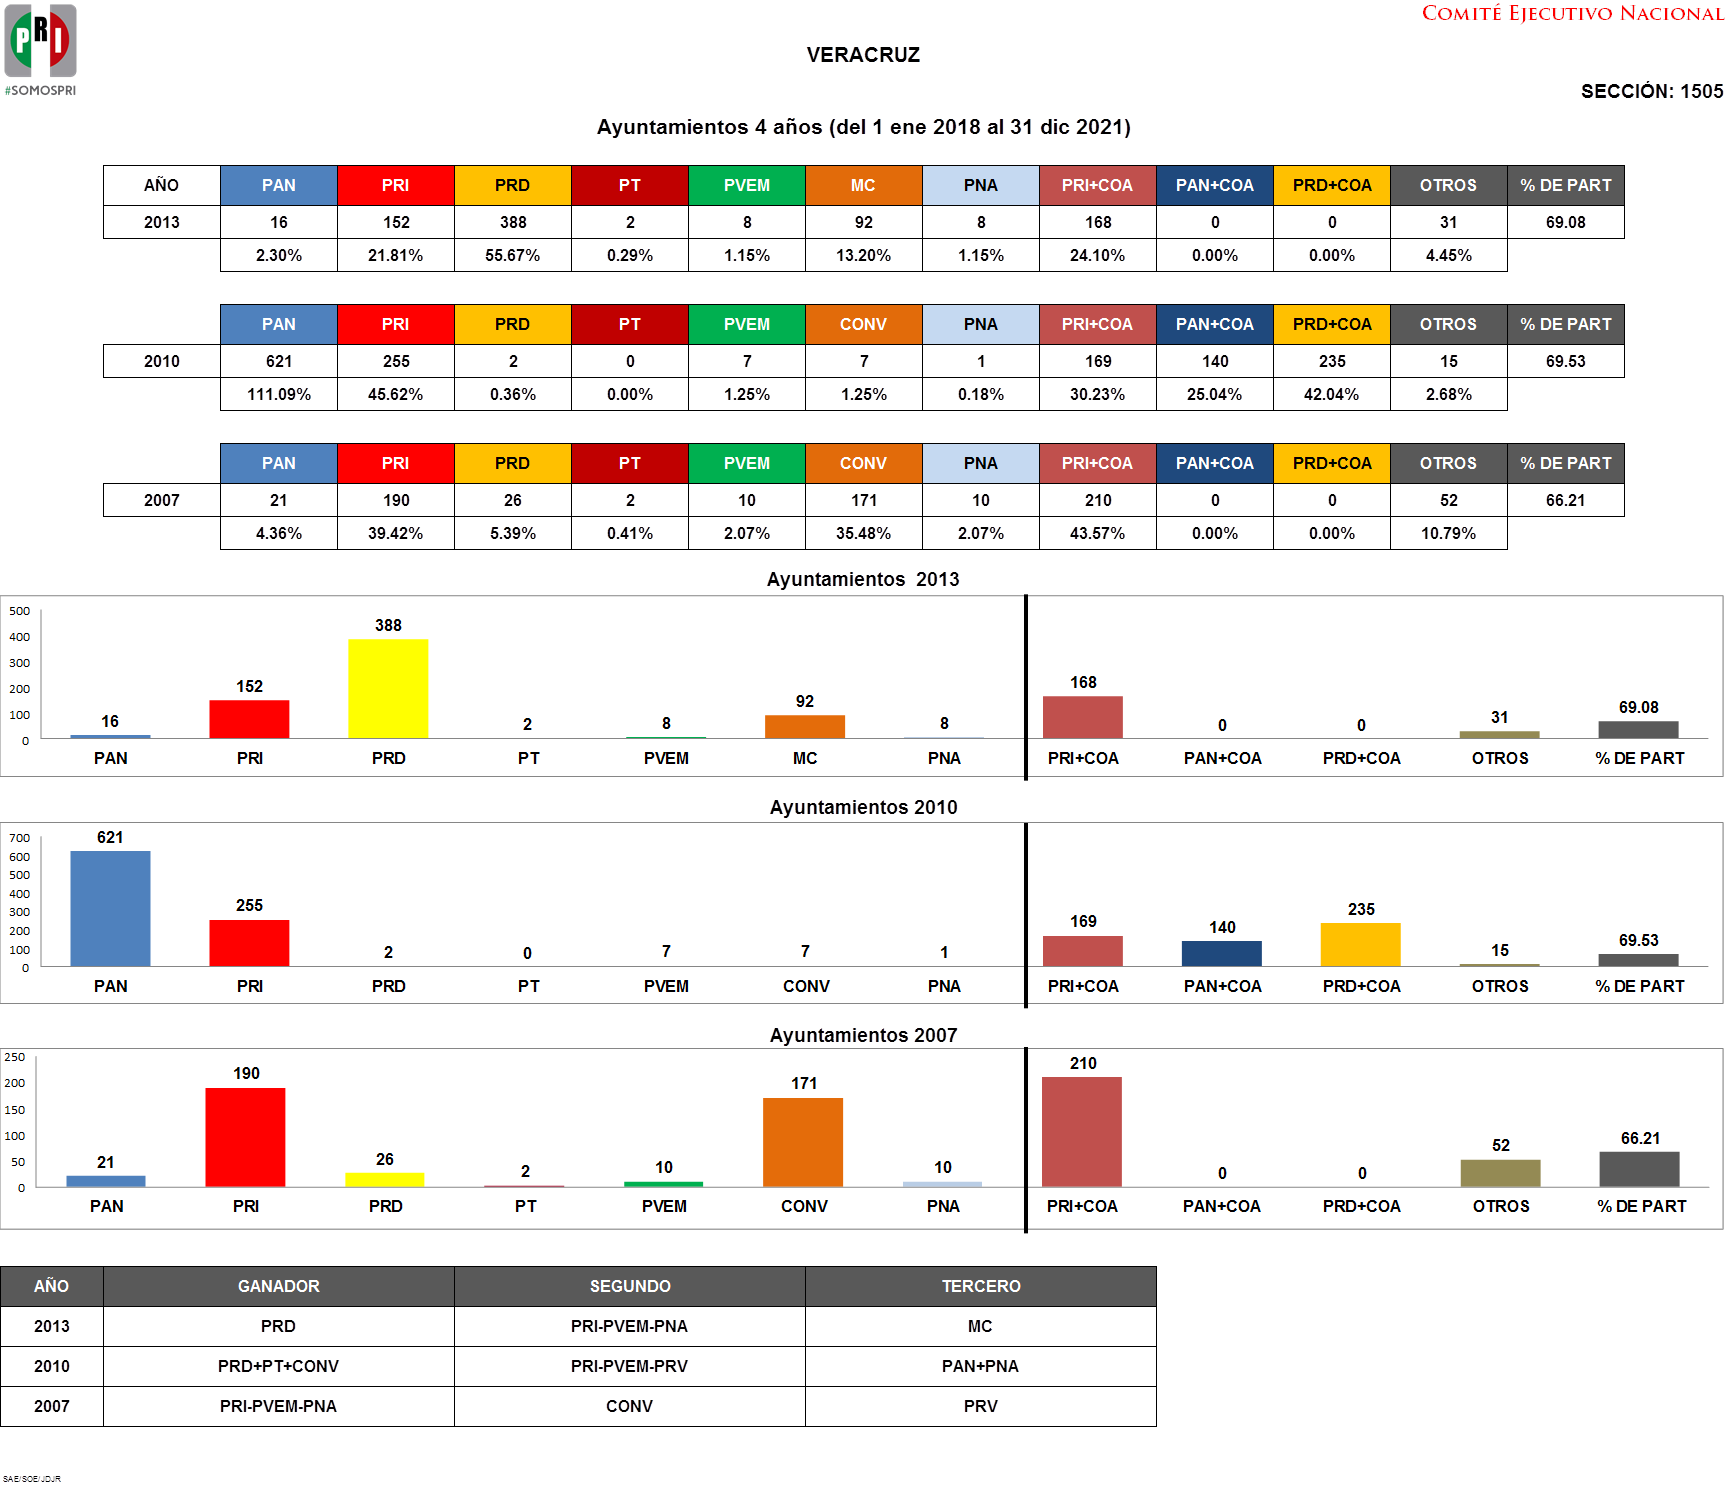 PRI
#SOMOSPRI
COMITÉ EJECUTIVO NACIONAL
VERACRUZ
SECCIÓN: 1505
Ayuntamientos 4 años (del 1 ene 2018 al 31 dic 2021)
AÑO PAN PRI PRD PT PVEM MC PNA PRI+COA PAN+COA PRD+COA OTROS % DE PART
2013 16 152 388 2 8 92 8 168 0 0 31 69.08
2.30% 21.81% 55.67% 0.29% 1.15% 13.20% 1.15% 24.10% 0.00% 0.00% 4.45%
PAN PRI PRD PT PVEM CONV PNA PRI+COA PAN+COA PRD+COA OTROS % DE PART
2010 621 255 2 0 7 7 1 169 140 235 15 69.53
111.09% 45.62% 0.36% 0.00% 1.25% 1.25% 0.18% 30.23% 25.04% 42.04% 2.68%
PAN PRI PRD PT PVEM CONV PNA PRI+COA PAN+COA PRD+COA OTROS % DE PART
2007 21 190 26 2 10 171 10 210 0 0 52 66.21
4.36% 39.42% 5.39% 0.41% 2.07% 35.48% 2.07% 43.57% 0.00% 0.00% 10.79%
Ayuntamientos 2013
500
400
300
200
100
0
16 152 388 2 8 92 8 168 0 0 31 69.08
PAN PRI PRD PT PVEM MC PNA PRI+COA PAN+COA PRD+COA OTROS % DE PART
Ayuntamientos 2010
700
600
500
400
300
200
100
0
621 255 2 0 7 7 1 169 140 235 15 69.53
PAN PRI PRD PT PVEM CONV PNA PRI+COA PAN+COA PRD+COA OTROS % DE PART
Ayuntamientos 2007
250
200
150
100
50
0
21 190 26 2 10 171 10 210 0 0 52 66.21
PAN PRI PRD PT PVEM CONV PNA PRI+COA PAN+COA PRD+COA OTROS % DE PART
AÑO GANADOR SEGUNDO TERCERO
2013 PRD PRI-PVEM-PNA MC
2010 PRD+PT+CONV PRI-PVEM-PRV PAN+PNA
2007 PRI-PVEM-PNA CONV PRV
SAE/SOE/JDJR